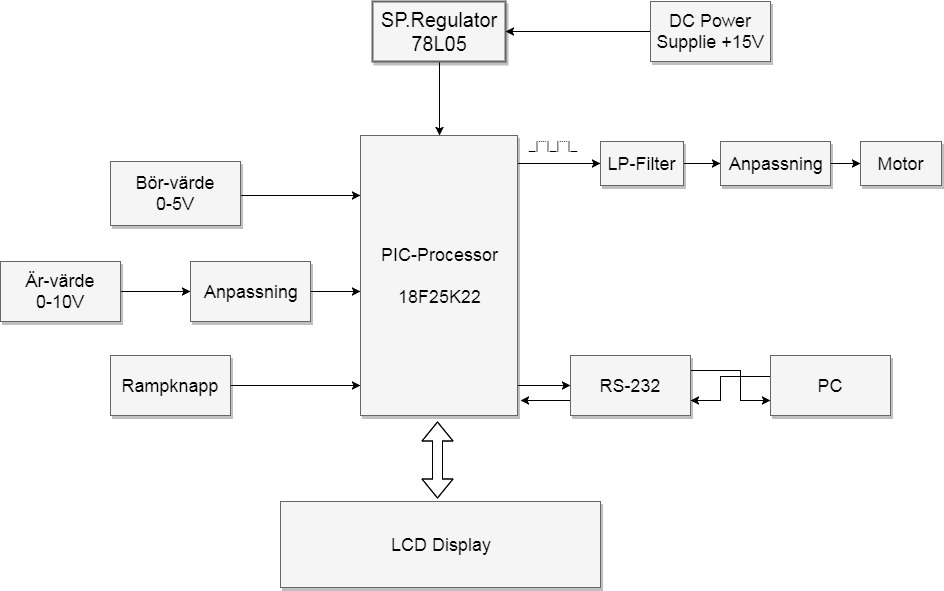 SP.Regulator
78L05
DC Power
Supplie +15V
LP-Filter
Anpassning
Motor
Bör-värde
0-5V
PIC-Processor
18F25K22
Är-värde
0-10V
Anpassning
Rampknapp
RS-232
PC
LCD Display